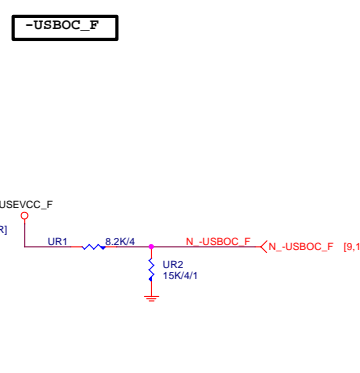 -USBOC_F
USEVCC_F
R]
UR1
8.2K/4
N_-USBOC_F
N_-USBOC_F [9,1
UR2
15K/4/1